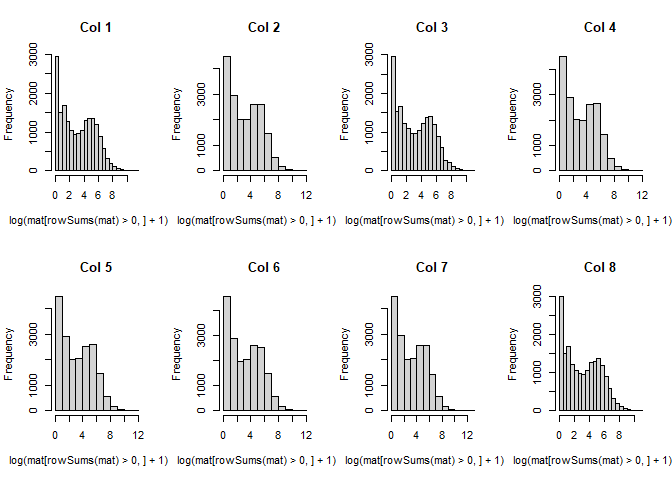 Col 1 Col 2 Col 3 Col 4
Frequency Frequency Frequency Frequency
0 1000 2000 3000 0 1000 3000 0 1000 2000 3000 0 1000 3000
0 2 4 6 8 0 4 8 12 0 2 4 6 8 0 4 8 12
log(mat[rowSums(mat) > 0, ] + 1) log(mat[rowSums(mat) > 0, ] + 1) log(mat[rowSums(mat) > 0, ] + 1) log(mat[rowSums(mat) > 0, ] + 1)
Col 5 Col 6 Col 7 Col 8
Frequency Frequency Frequency Frequency
0 1000 3000 0 1000 3000 0 1000 3000 0 1000 2000 3000
0 4 8 12 0 4 8 12 0 4 8 12 0 2 4 6 8
log(mat[rowSums(mat) > 0, ] + 1) log(mat[rowSums(mat) > 0, ] + 1) log(mat[rowSums(mat) > 0, ] + 1) log(mat[rowSums(mat) > 0, ] + 1)